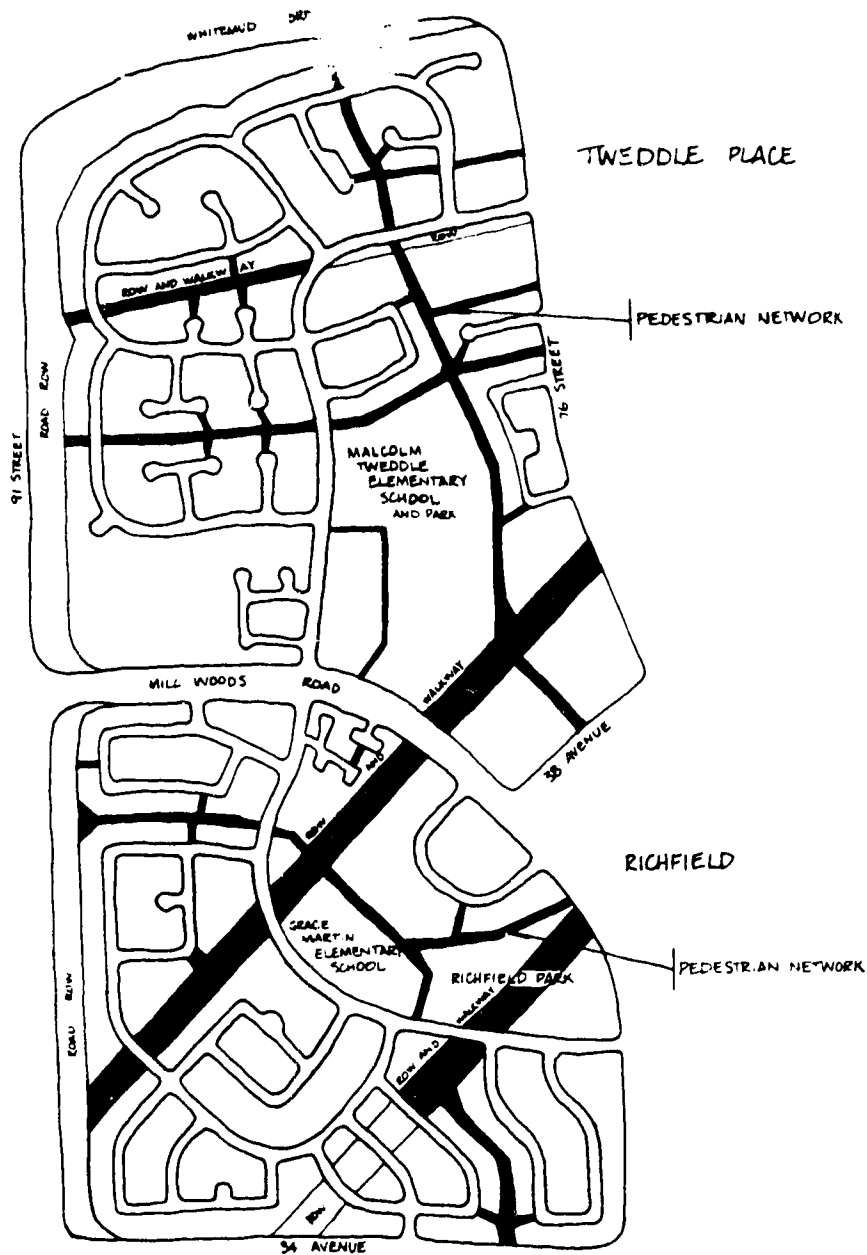 WHITEMUD DR
TWEDDLE PLACE
ROW
ROW AND WALKWAY
PEDESTRIAN NETWORK
76 STREET
ROAD ROW
91 STREET
MALCOLM
TWEDDLE
ELEMENTARY
SCHOOL
AND PARK
MILL WOODS ROAD
ROW AND WALKWAY
38 AVENUE
RICHFIELD
GRACE
MARTIN
ELEMENTARY
SCHOOL
RICHFIELD PARK
PEDESTRIAN NETWORK
ROAD ROW
ROW AND WALKWAY
ROW
34 AVENUE